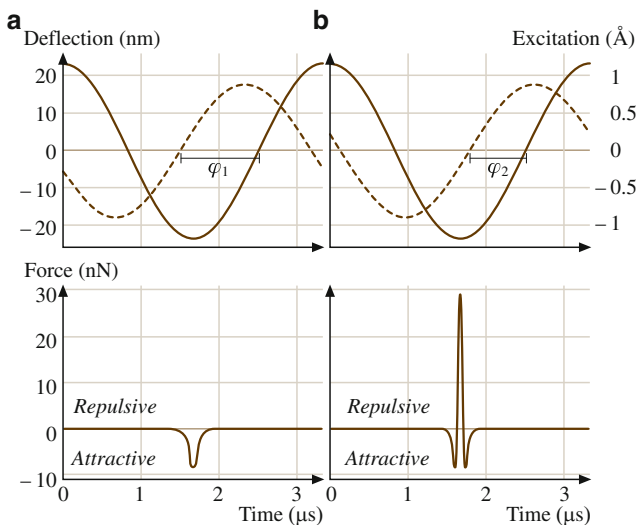 a
b
Deflection (nm)
Excitation (Å)
20
10
0
−10
−20
1
0.5
0
−0.5
−1
φ1
φ2
Force (nN)
30
20
10
0
−10
Repulsive
Attractive
Repulsive
Attractive
0 1 2 3
0 1 2 3
Time (μs)
Time (μs)